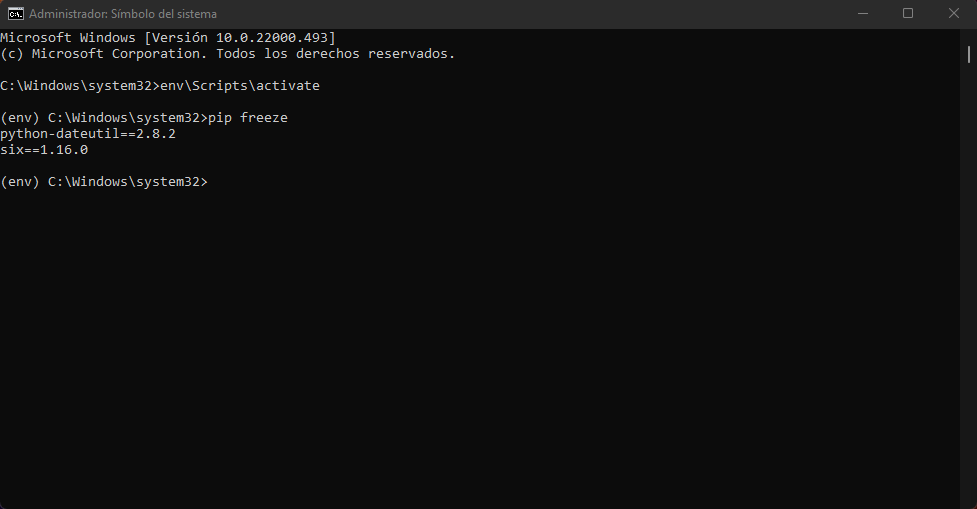 Administrador: Símbolo del sistema
Microsoft Windows [Versión 10.0.22000.493]
(c) Microsoft Corporation. Todos los derechos reservados.
C:\Windows\system32>env\Scripts\activate
(env) C:\Windows\system32>pip freeze
python-dateutil==2.8.2
six==1.16.0
(env) C:\Windows\system32>